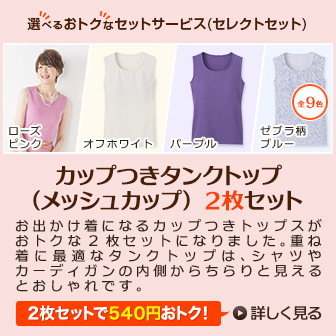 選べるおトクなセットサービス(セレクトセット)
ローズ
ピンク
オフホワイト
パープル
全9色
ゼブラ柄
ブルー
カップつきタンクトップ
(メッシュカップ) 2枚セット
お出かけ着になるカップつきトップスが
おトクな2枚セットになりました。重ね
着に最適なタンクトップは、シャツや
カーディガンの内側からちらりと見える
とおしゃれです。
2枚セットで540円おトク!
詳しく見る